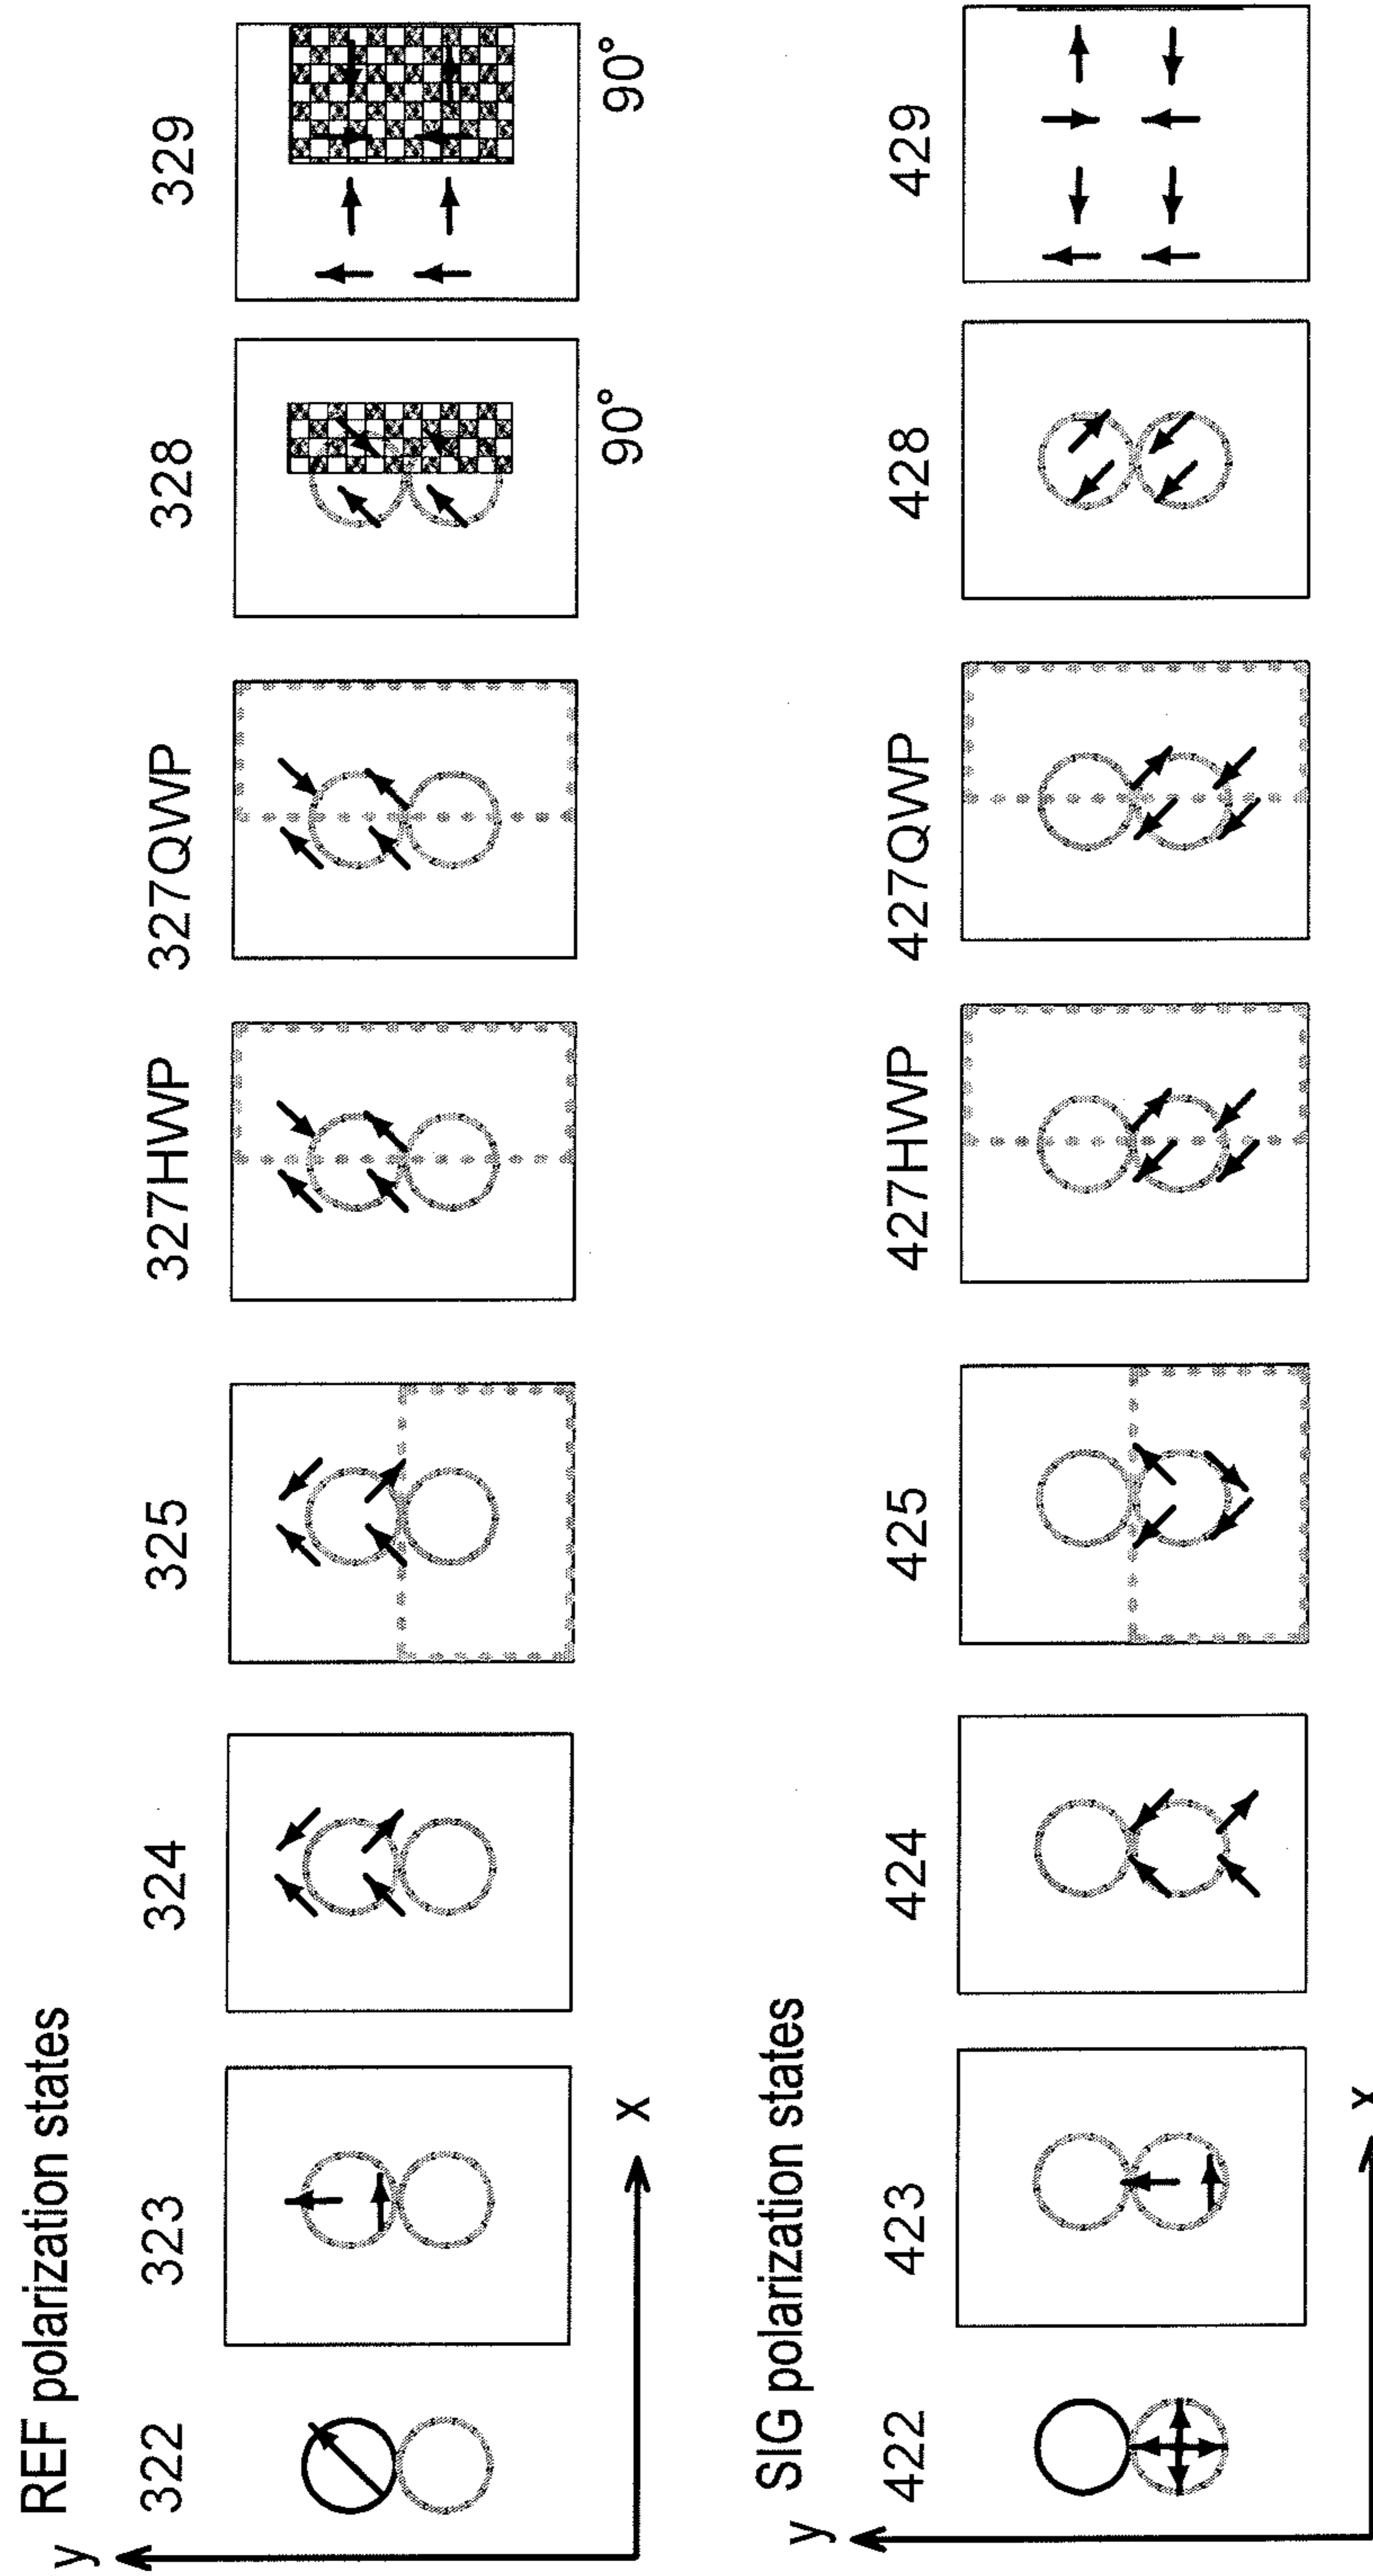 REF polarization states
322 323 324 325 327HWP 327QWP 328 329
90° 90°
y
x
SIG polarization states
422 423 424 425 427HWP 427QWP 428 429
y
x